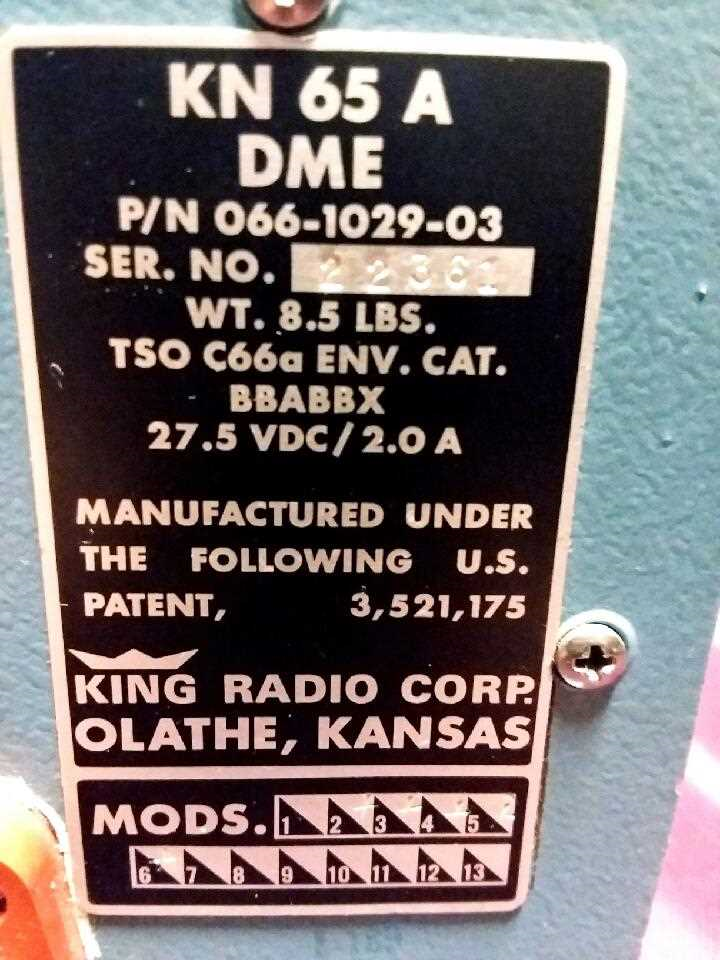 KN 65 A
DME
P/N 066-1029-03
SER. NO. 22361
WT. 8.5 LBS.
TSO C66a ENV. CAT.
BBABBX
27.5 VDC/2.0 A
MANUFACTURED UNDER
THE FOLLOWING U.S.
PATENT, 3,521,175
KING RADIO CORP.
OLATHE, KANSAS
MODS. 1 2 3 4 5
6 7 8 9 10 11 12 13